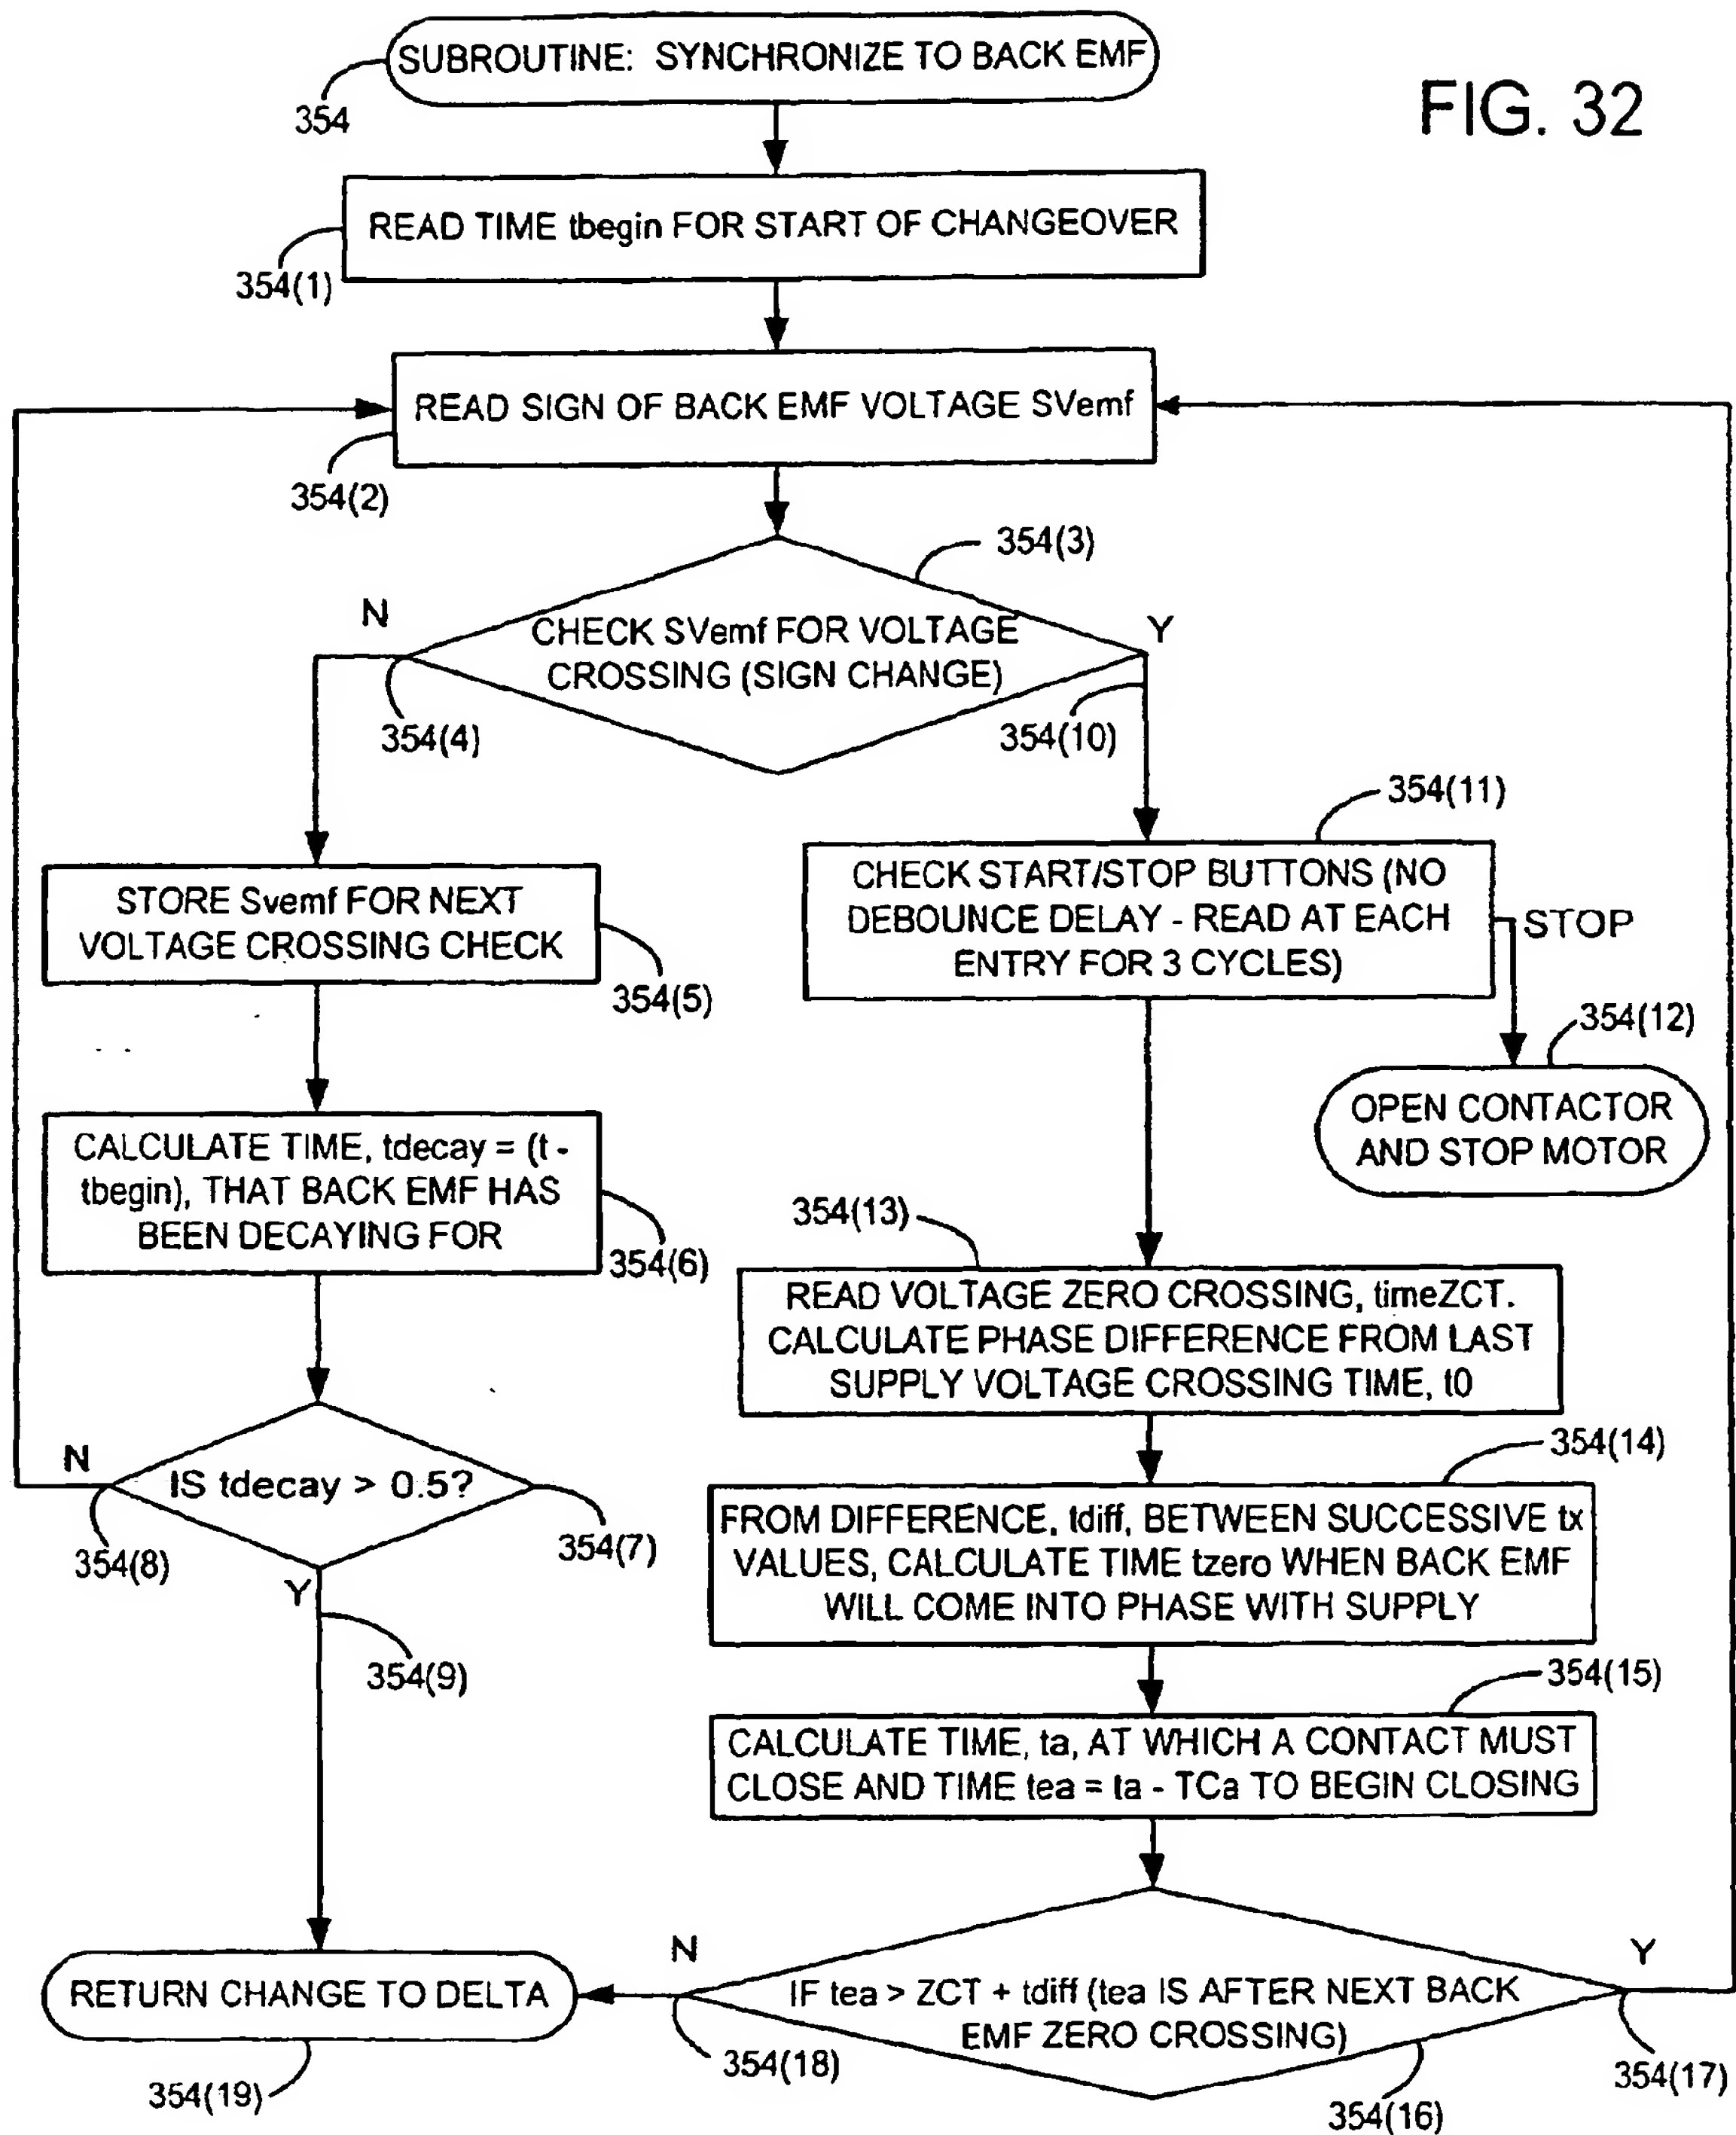 SUBROUTINE: SYNCHRONIZE TO BACK EMF
354
FIG. 32
READ TIME tbegin FOR START OF CHANGEOVER
354(1)
READ SIGN OF BACK EMF VOLTAGE SVemf
354(2)
354(3)
N
CHECK SVemf FOR VOLTAGE
CROSSING (SIGN CHANGE)
Y
354(4)
354(10)
354(11)
STORE Svemf FOR NEXT
VOLTAGE CROSSING CHECK
354(5)
CHECK START/STOP BUTTONS (NO
DEBOUNCE DELAY - READ AT EACH
ENTRY FOR 3 CYCLES)
STOP
354(12)
OPEN CONTACTOR
AND STOP MOTOR
CALCULATE TIME, tdecay = (t -
tbegin), THAT BACK EMF HAS
BEEN DECAYING FOR
354(6)
354(13)
READ VOLTAGE ZERO CROSSING, timeZCT.
CALCULATE PHASE DIFFERENCE FROM LAST
SUPPLY VOLTAGE CROSSING TIME, t0
N
IS tdecay > 0.5?
354(8)
354(7)
Y
354(9)
354(14)
FROM DIFFERENCE, tdiff, BETWEEN SUCCESSIVE tx
VALUES, CALCULATE TIME tzero WHEN BACK EMF
WILL COME INTO PHASE WITH SUPPLY
354(15)
CALCULATE TIME, ta, AT WHICH A CONTACT MUST
CLOSE AND TIME tea = ta - TCa TO BEGIN CLOSING
RETURN CHANGE TO DELTA
354(19)
N
IF tea > ZCT + tdiff (tea IS AFTER NEXT BACK
EMF ZERO CROSSING)
Y
354(18)
354(16)
354(17)